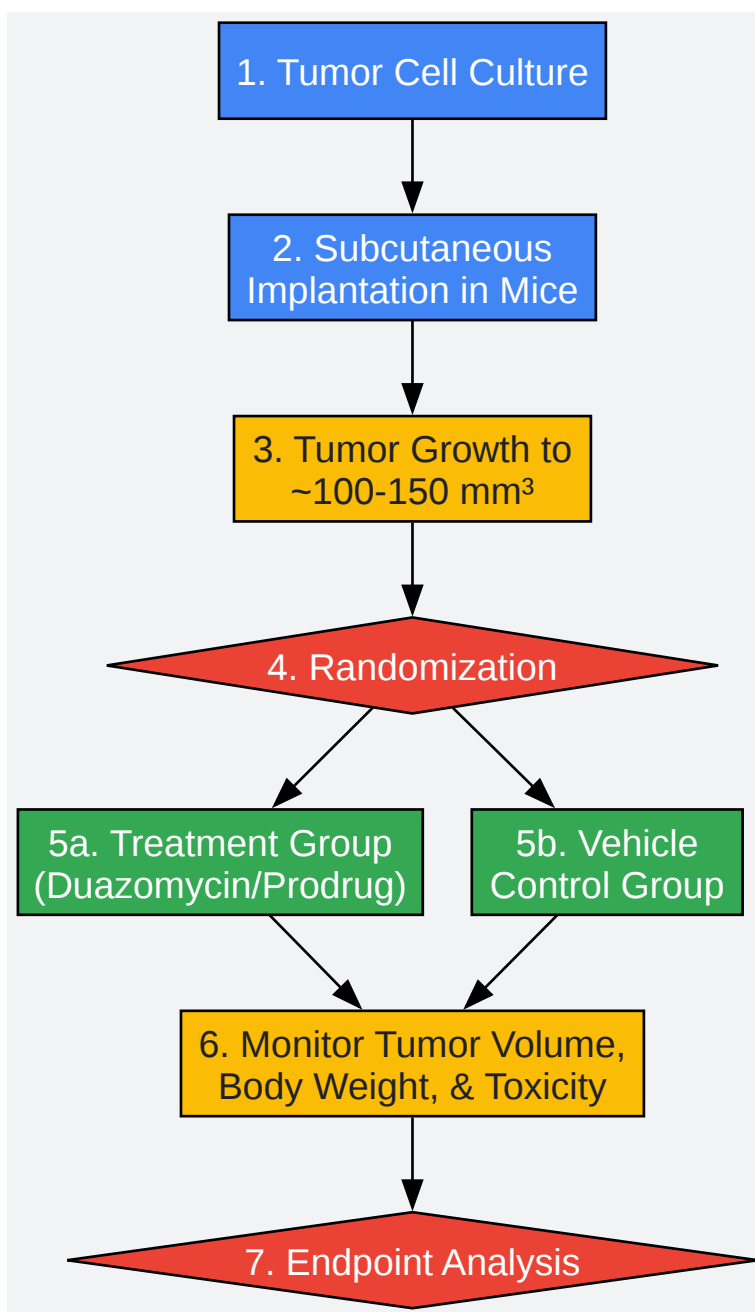 1. Tumor Cell Culture
2. Subcutaneous
Implantation in Mice
3. Tumor Growth to
~100-150 mm³
4. Randomization
5a. Treatment Group
(Duazomycin/Prodrug)
5b. Vehicle
Control Group
6. Monitor Tumor Volume,
Body Weight, & Toxicity
7. Endpoint Analysis